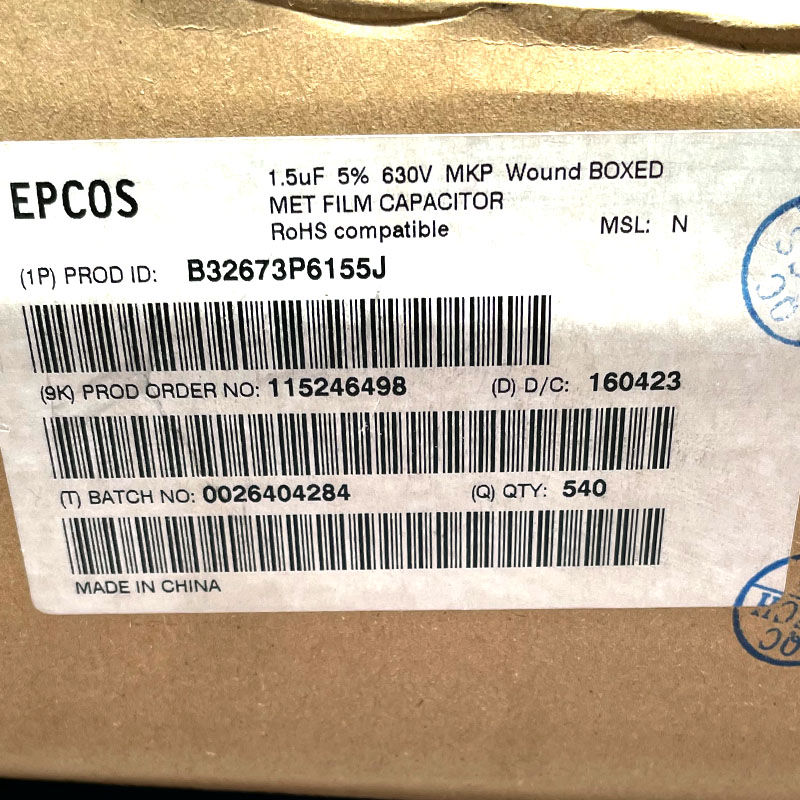 EPCOS
1.5uF 5% 630V MKP Wound BOXED
MET FILM CAPACITOR
RoHS compatible
MSL: N
(1P) PROD ID: B32673P6155J
(9K) PROD ORDER NO: 115246498 (D) D/C: 160423
(T) BATCH NO: 0026404284 (Q) QTY: 540
MADE IN CHINA